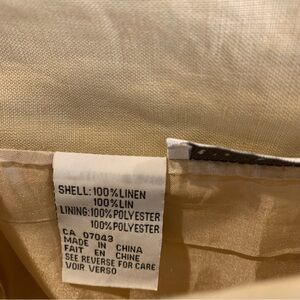 SHELL: 100% LINEN
100% LIN
LINING: 100% POLYESTER
100% POLYESTER
CA 07043
MADE IN CHINA
FAIT EN CHINE
SEE REVERSE FOR CARE
VOIR VERSO